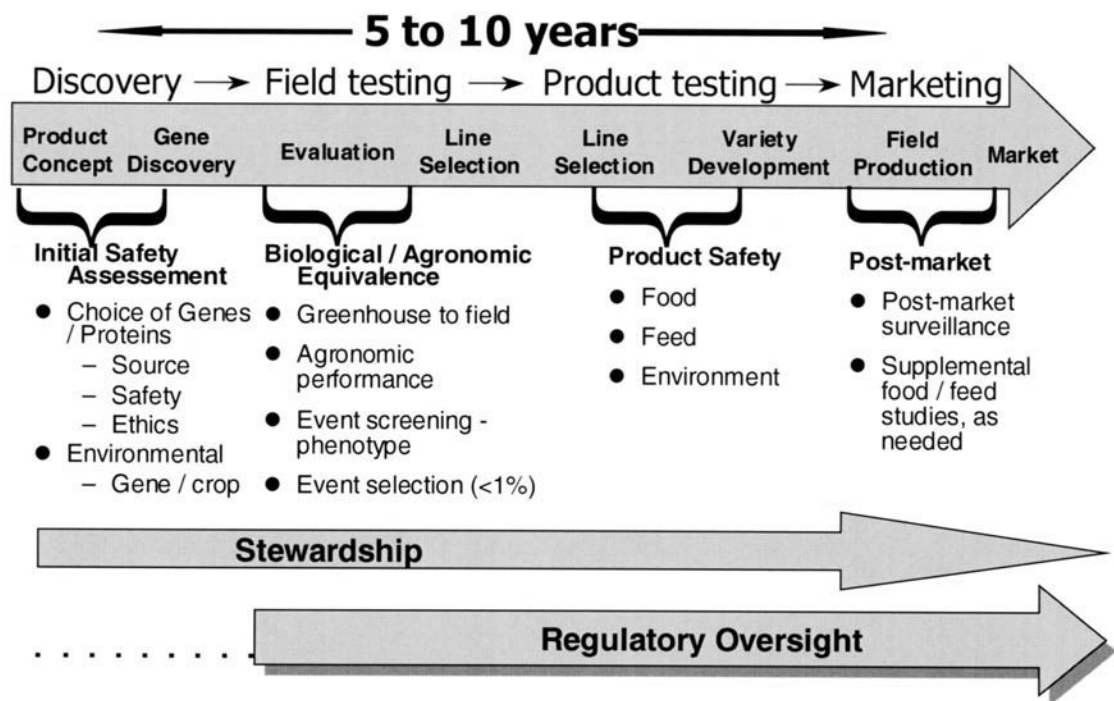 5 to 10 years
Discovery → Field testing → Product testing → Marketing
Product Concept
Gene Discovery
Evaluation
Line Selection
Line Selection
Variety Development
Field Production
Market
Initial Safety
Assessement
● Choice of Genes
/ Proteins
– Source
– Safety
– Ethics
● Environmental
– Gene / crop
Biological / Agronomic
Equivalence
● Greenhouse to field
● Agronomic
performance
● Event screening -
phenotype
● Event selection (<1%)
Product Safety
● Food
● Feed
● Environment
Post-market
● Post-market
surveillance
● Supplemental
food / feed
studies, as
needed
Stewardship
Regulatory Oversight